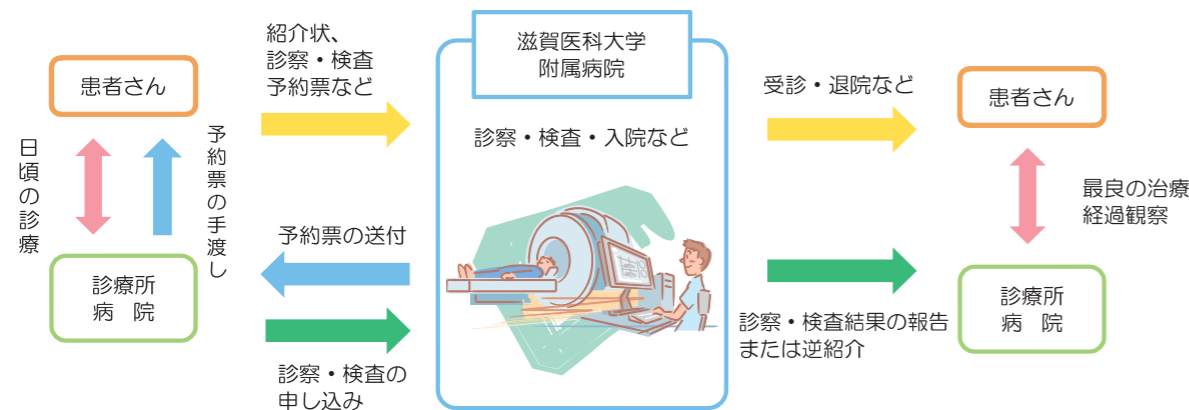 患者さん
日頃の診療
予約票の手渡し
診療所
病　院
紹介状、
診察・検査
予約票など
予約票の送付
診察・検査の
申し込み
滋賀医科大学
附属病院
診察・検査・入院など
受診・退院など
診察・検査結果の報告
または逆紹介
患者さん
最良の治療
経過観察
診療所
病　院